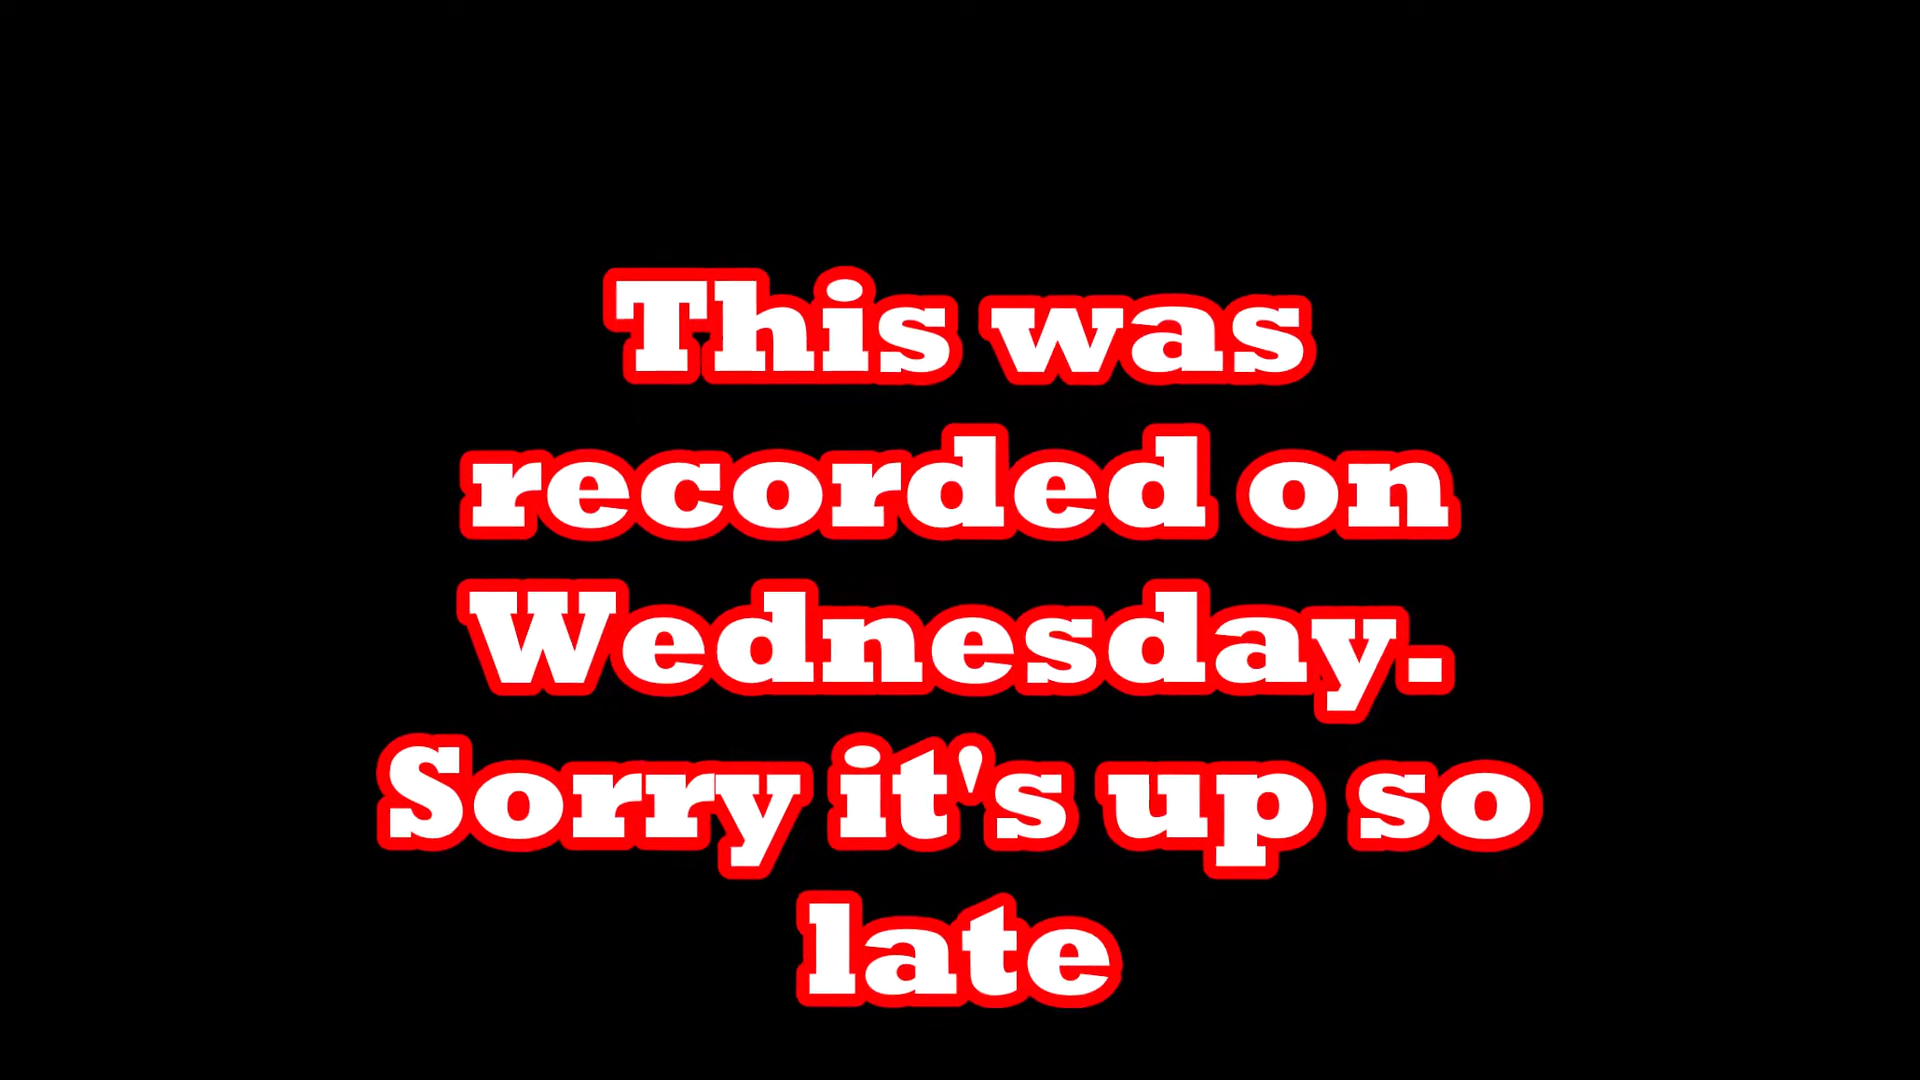 This was
recorded on
Wednesday.
Sorry it's up so
late